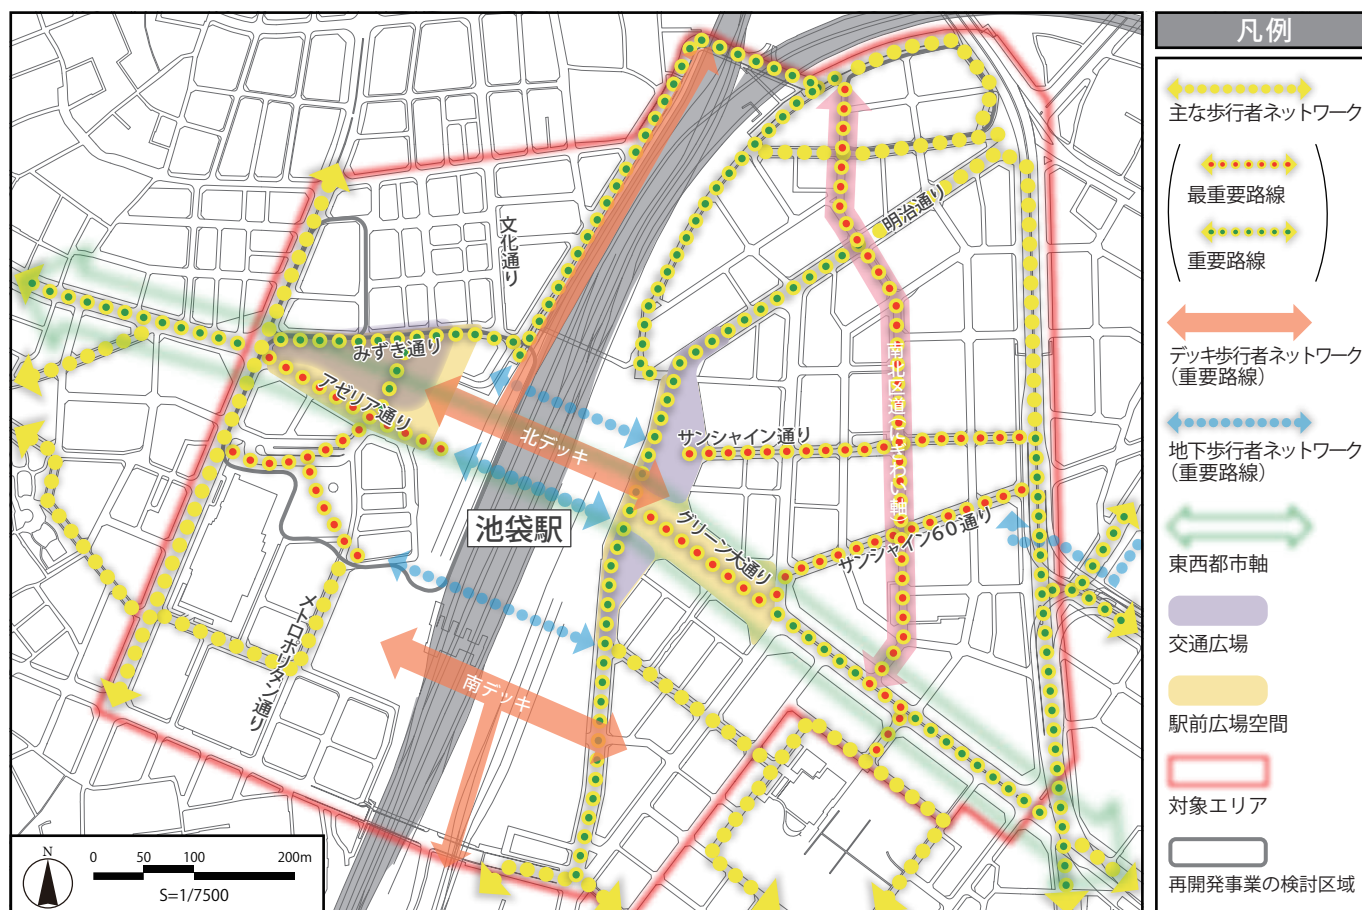 凡例
主な歩行者ネットワーク
最重要路線
重要路線
デッキ歩行者ネットワーク
（重要路線）
地下歩行者ネットワーク
（重要路線）
東西都市軸
交通広場
駅前広場空間
対象エリア
再開発事業の検討区域
文化通り
明治通り
みずき通り
アゼリア通り
北デッキ
サンシャイン通り
南北区道（にぎわい軸）
池袋駅
グリーン大通り
サンシャイン60通り
メトロポリタン通り
南デッキ
N
0 50 100 200m
S=1/7500